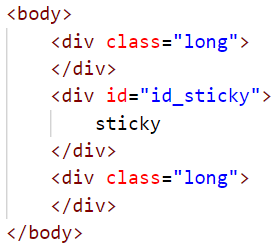 <body>
    <div class="long">
    </div>
    <div id="id_sticky">
        sticky
    </div>
    <div class="long">
    </div>
</body>